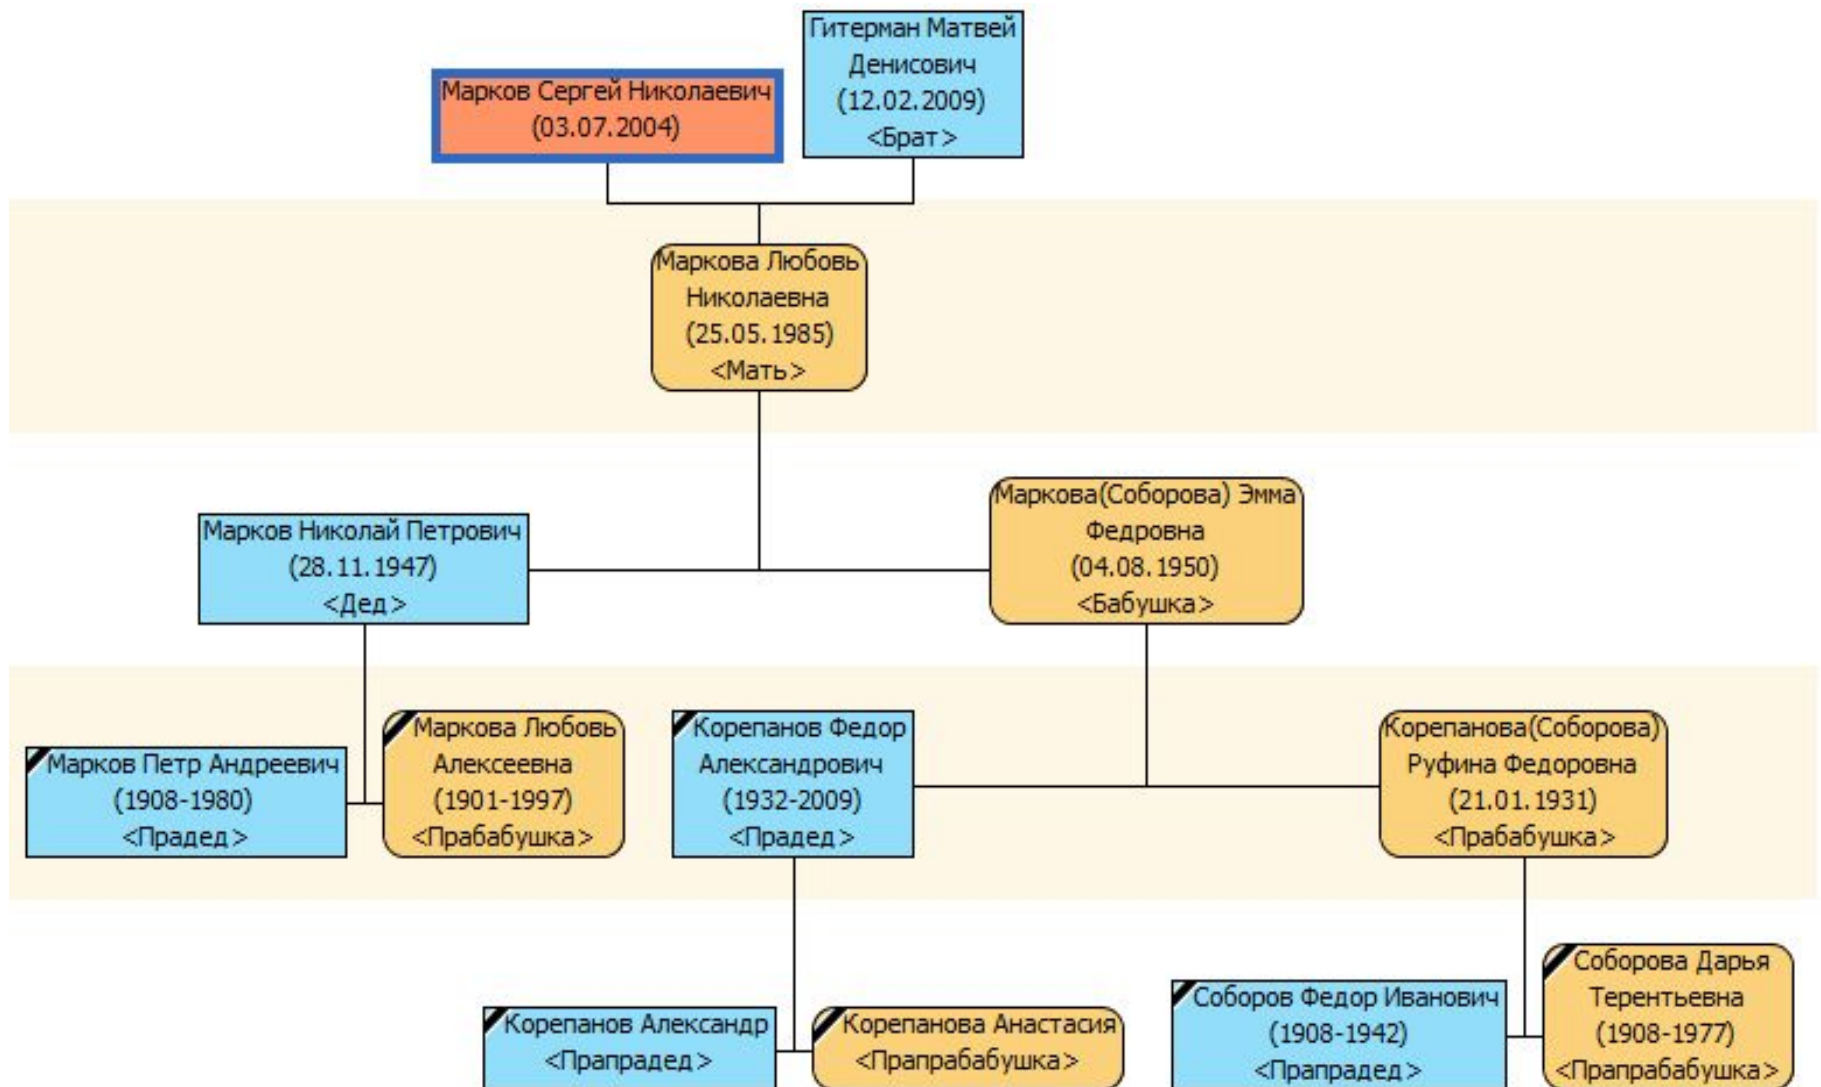 Марков Сергей Николаевич
(03.07.2004)
Гитерман Матвей
Денисович
(12.02.2009)
<Брат>
Маркова Любовь
Николаевна
(25.05.1985)
<Мать>
Марков Николай Петрович
(28.11.1947)
<Дед>
Маркова(Соборова) Эмма
Федровна
(04.08.1950)
<Бабушка>
Марков Петр Андреевич
(1908-1980)
<Прадед>
Маркова Любовь
Алексеевна
(1901-1997)
<Прабабушка>
Корепанов Федор
Александрович
(1932-2009)
<Прадед>
Корепанова(Соборова)
Руфина Федоровна
(21.01.1931)
<Прабабушка>
Корепанов Александр
<Прапрадед>
Корепанова Анастасия
<Прапрабабушка>
Соборов Федор Иванович
(1908-1942)
<Прапрадед>
Соборова Дарья
Терентьевна
(1908-1977)
<Прапрабабушка>